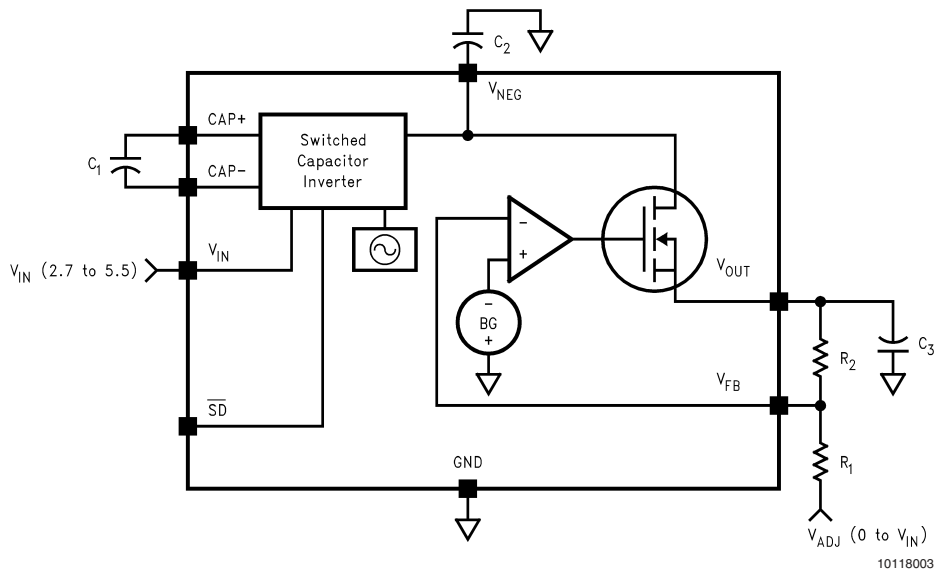 C2
VNEG
CAP+
Switched
Capacitor
Inverter
C1
CAP-
-
+
VIN
VIN (2.7 to 5.5)
VOUT
-
BG
+
C3
R2
VFB
SD
GND
R1
VADJ (0 to VIN)
10118003